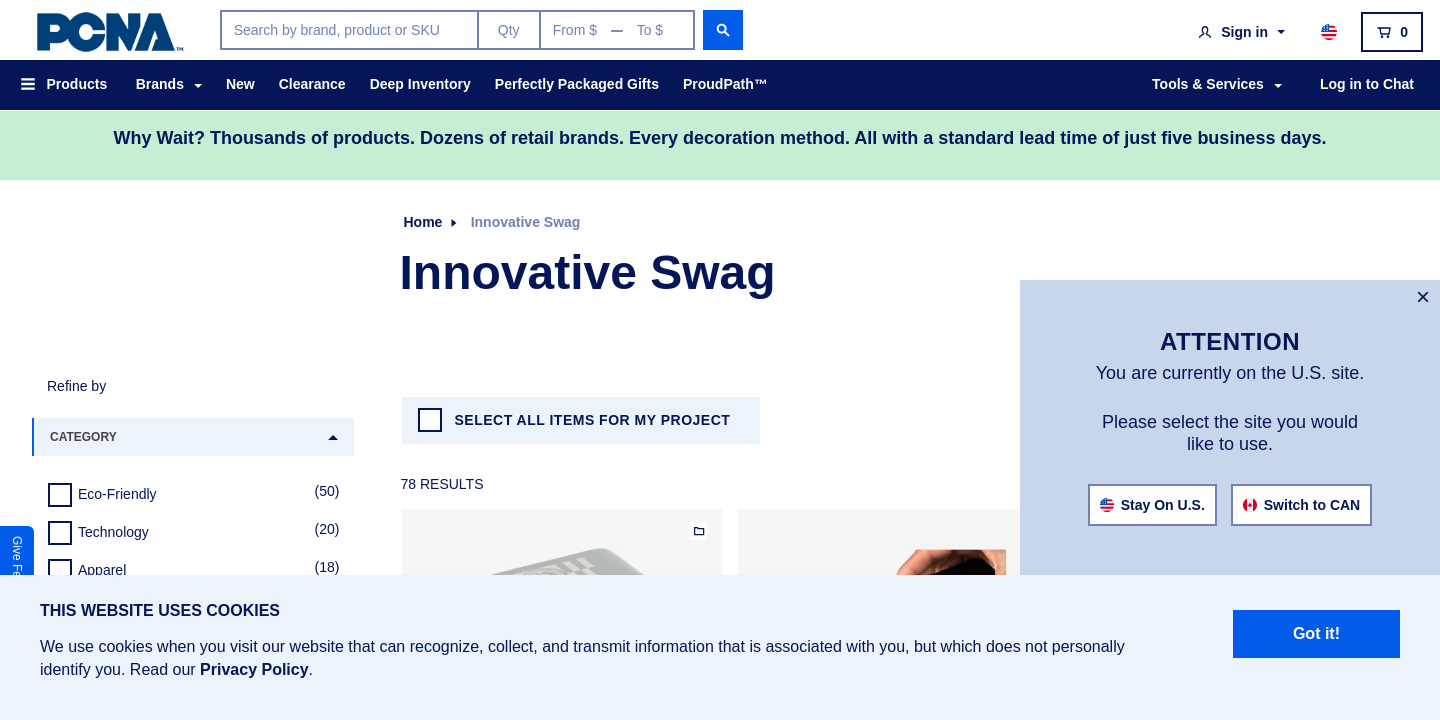 PCNA™
Search by brand, product or SKU
Qty
From $
—
To $
Sign in
0
Products
Brands
New
Clearance
Deep Inventory
Perfectly Packaged Gifts
ProudPath™
Tools & Services
Log in to Chat
Why Wait? Thousands of products. Dozens of retail brands. Every decoration method. All with a standard lead time of just five business days.
Home
Innovative Swag
Innovative Swag
Refine by
CATEGORY
Eco-Friendly
(50)
Technology
(20)
Apparel
(18)
Give
SELECT ALL ITEMS FOR MY PROJECT
78 RESULTS
ATTENTION
You are currently on the U.S. site.
Please select the site you would
like to use.
Stay On U.S.
Switch to CAN
THIS WEBSITE USES COOKIES
We use cookies when you visit our website that can recognize, collect, and transmit information that is associated with you, but which does not personally
identify you. Read our Privacy Policy.
Got it!